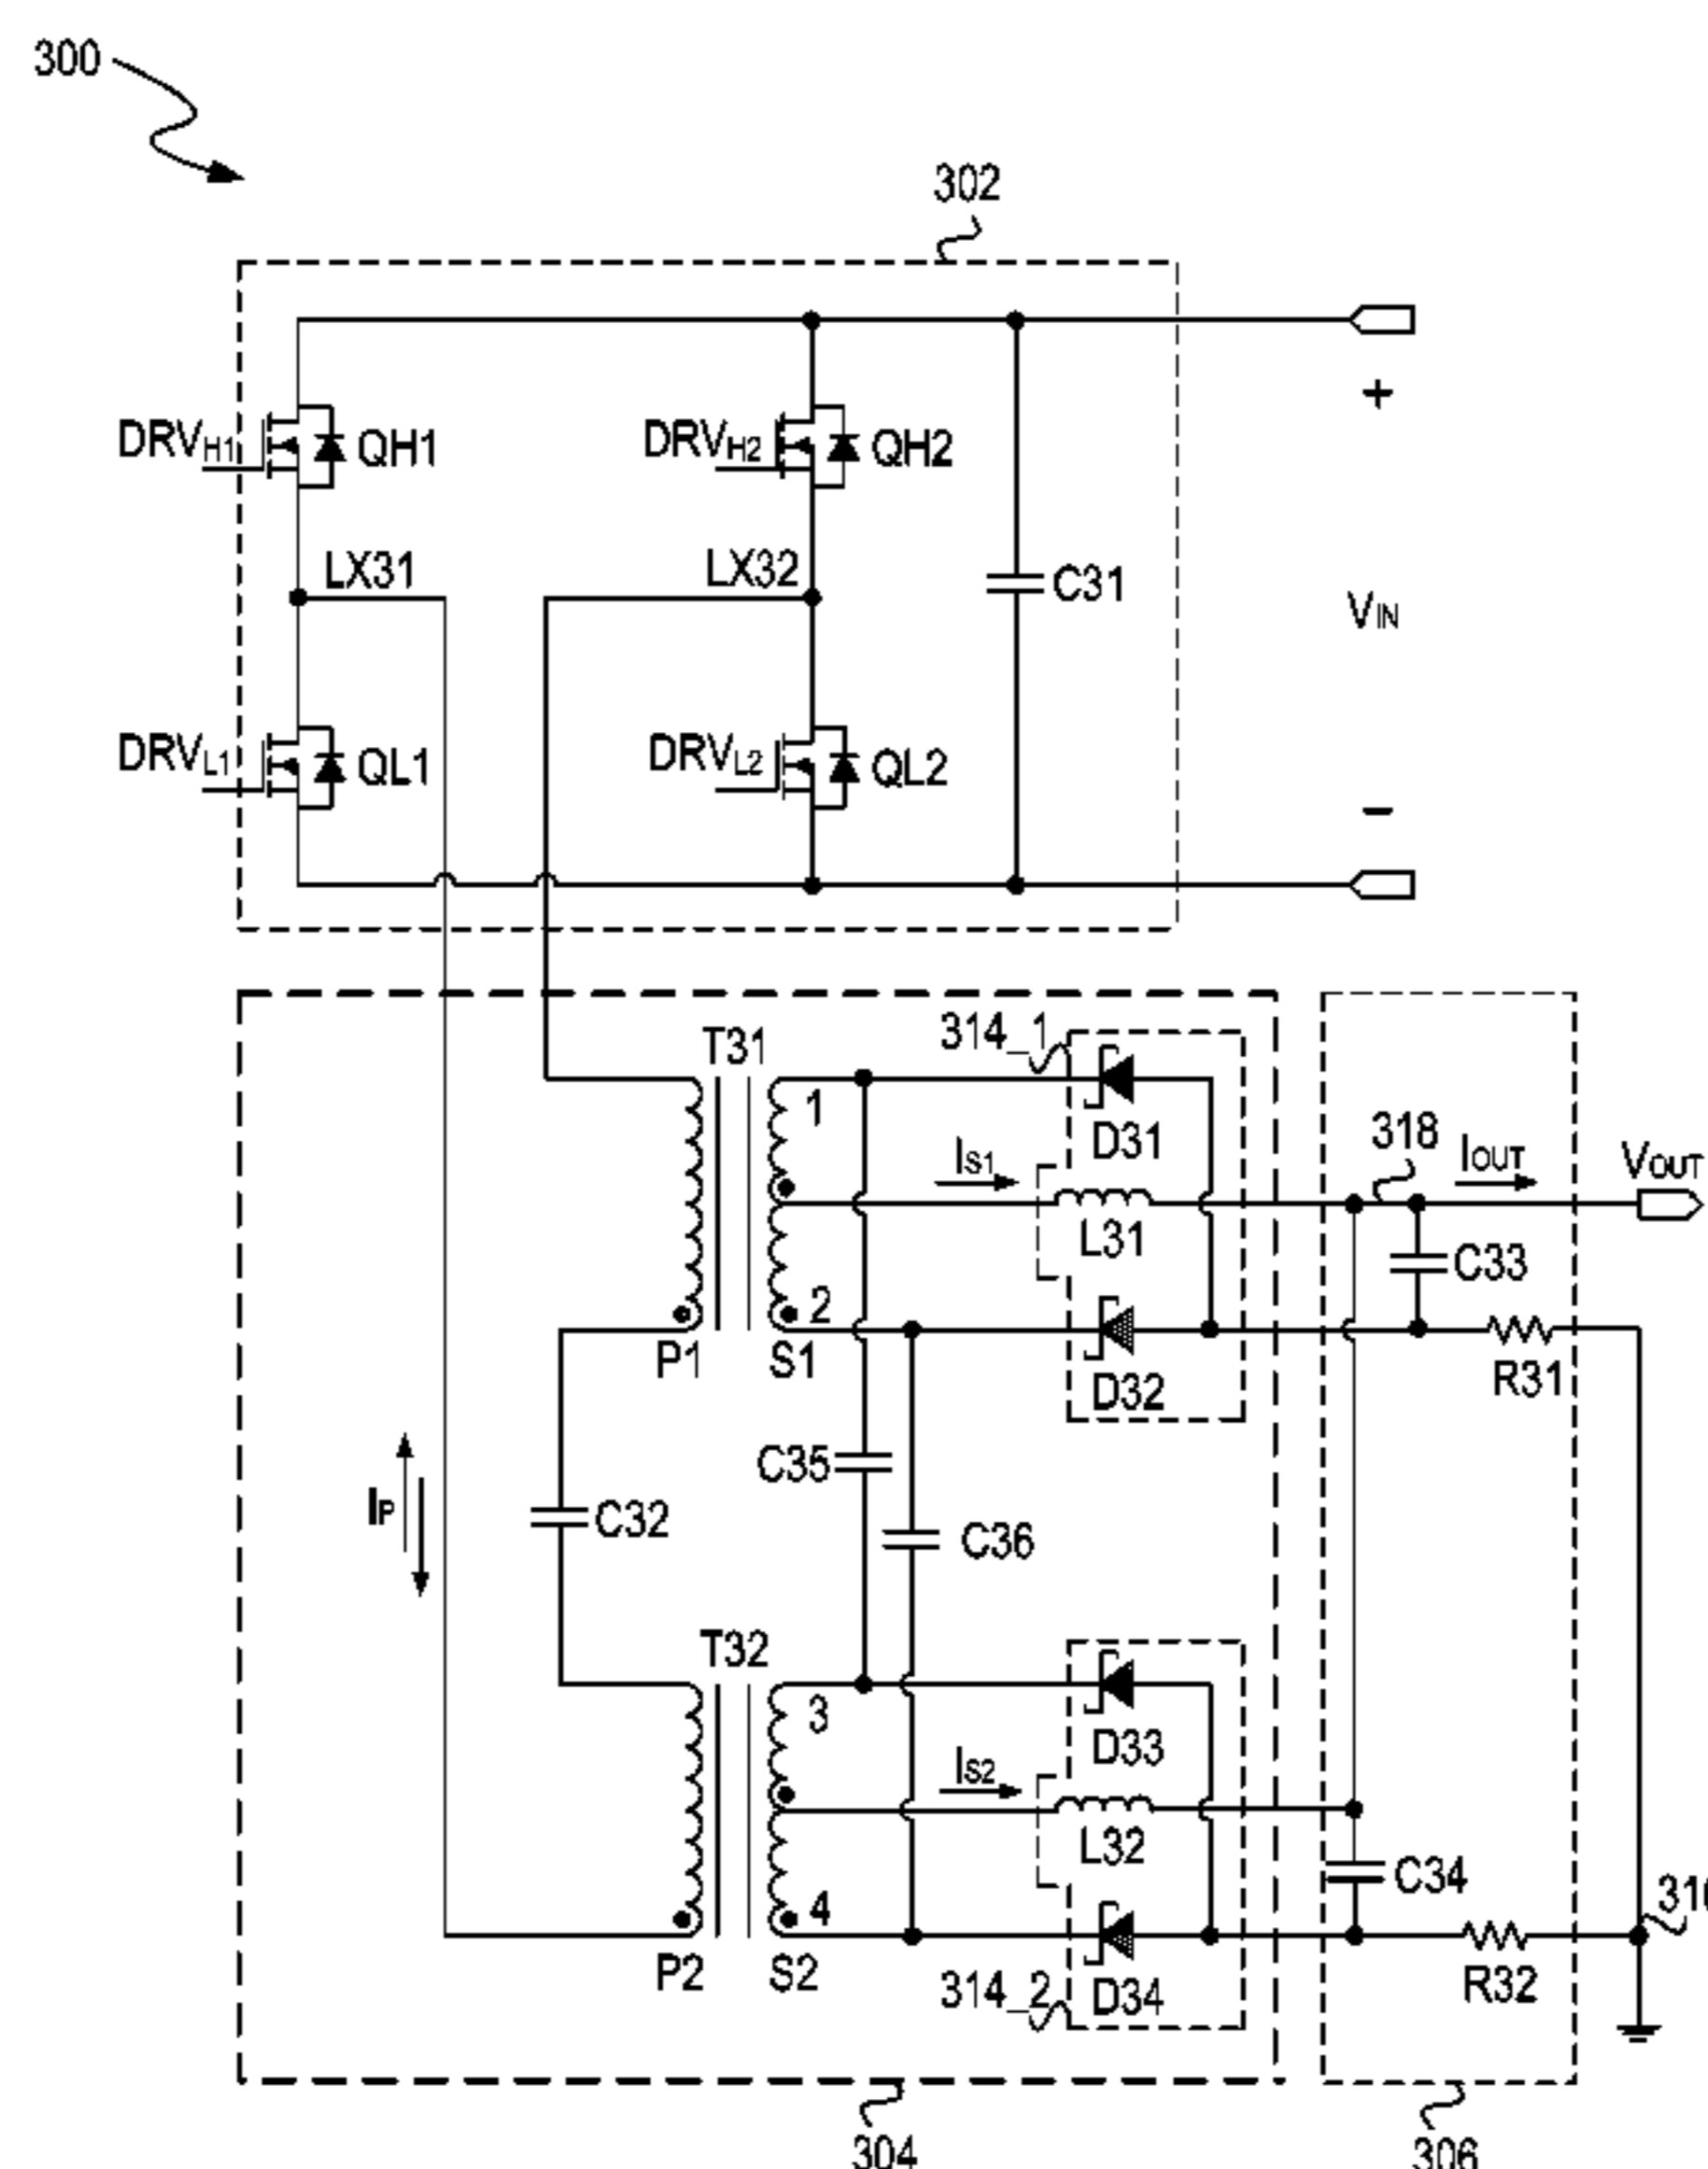 300
302
+
DRVH1
QH1
DRVH2
QH2
LX31
LX32
C31
VIN
DRVL1
QL1
DRVL2
QL2
−
T31
314_1
1
D31
IS1
318
IOUT
VOUT
L31
C33
2
P1
S1
D32
R31
C35
IP
C32
C36
T32
3
D33
IS2
L32
C34
4
P2
S2
314_2
D34
R32
304
306